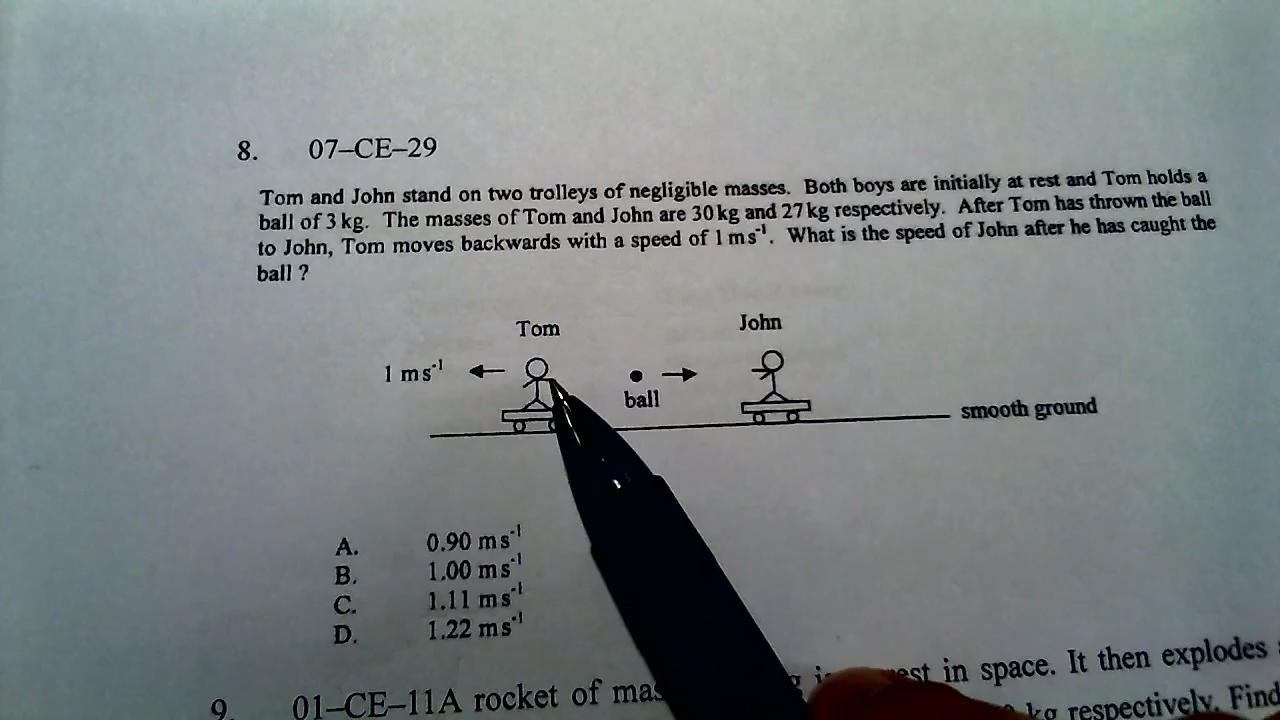 8. 07–CE–29
Tom and John stand on two trolleys of negligible masses. Both boys are initially at rest and Tom holds a
ball of 3 kg. The masses of Tom and John are 30 kg and 27 kg respectively. After Tom has thrown the ball
to John, Tom moves backwards with a speed of 1 ms⁻¹. What is the speed of John after he has caught the
ball ?
Tom John
1 ms⁻¹
ball
smooth ground
A. 0.90 ms⁻¹
B. 1.00 ms⁻¹
C. 1.11 ms⁻¹
D. 1.22 ms⁻¹
9. 01–CE–11A rocket of in space. It then explodes
kg respectively. Find